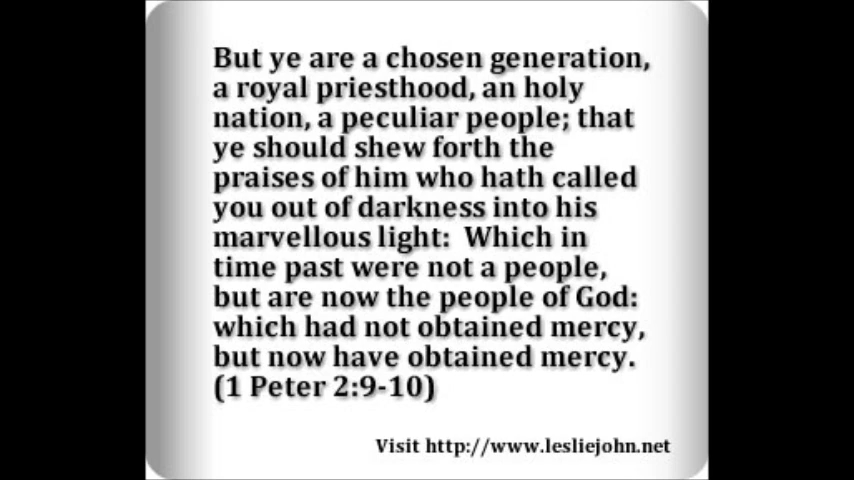 But ye are a chosen generation,
a royal priesthood, an holy
nation, a peculiar people; that
ye should shew forth the
praises of him who hath called
you out of darkness into his
marvellous light:  Which in
time past were not a people,
but are now the people of God:
which had not obtained mercy,
but now have obtained mercy.
(1 Peter 2:9-10)
Visit http://www.lesliejohn.net